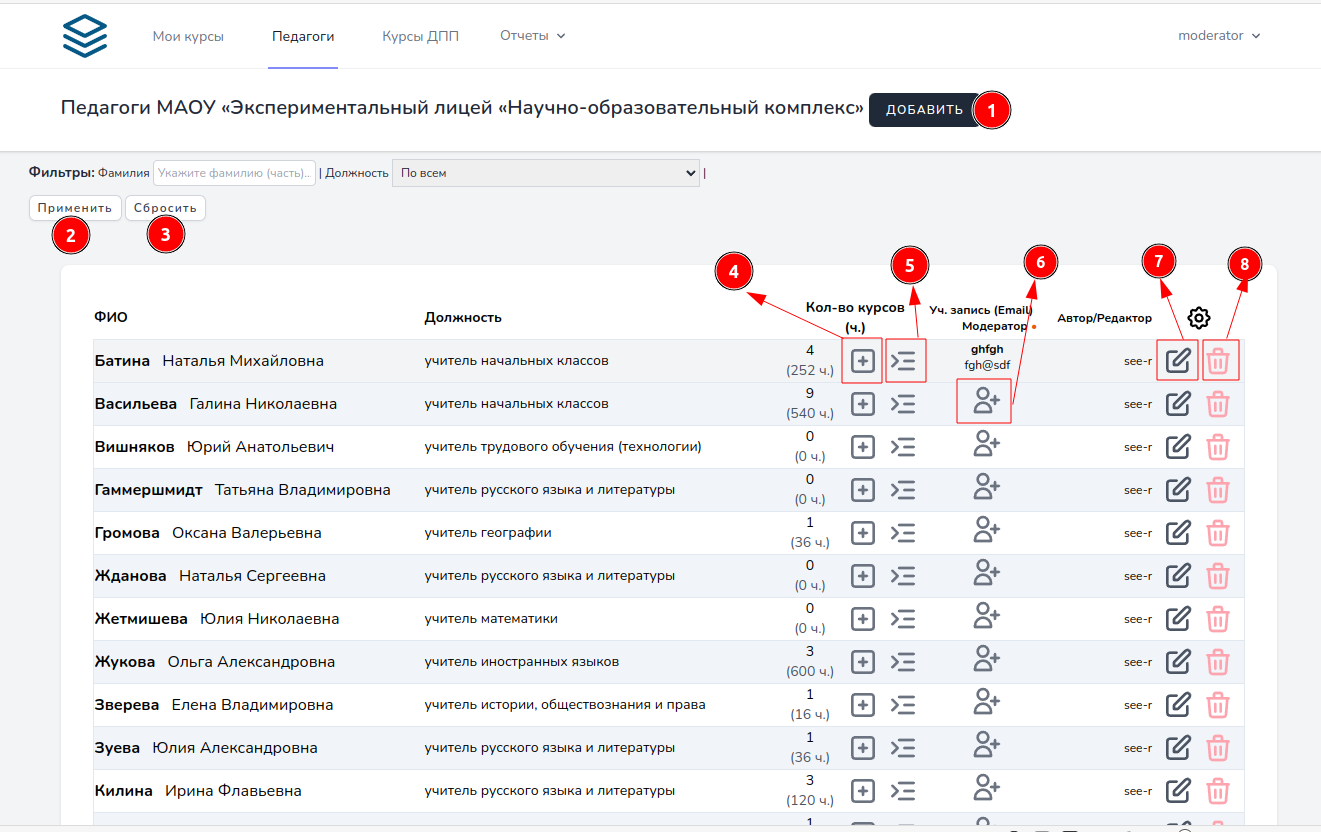 Мои курсы Педагоги Курсы ДПП Отчеты moderator
Педагоги МАОУ «Экспериментальный лицей «Научно-образовательный комплекс» ДОБАВИТЬ 1
Фильтры: Фамилия Укажите фамилию (часть)... | Должность По всем |
Применить Сбросить
2 3
4 5 6 7 8
ФИО Должность Кол-во курсов (ч.) Уч. запись (Email) Модератор Автор/Редактор
Батина Наталья Михайловна учитель начальных классов 4 (252 ч.) ghfgh fgh@sdf see-r
Васильева Галина Николаевна учитель начальных классов 9 (540 ч.) see-r
Вишняков Юрий Анатольевич учитель трудового обучения (технологии) 0 (0 ч.) see-r
Гаммершмидт Татьяна Владимировна учитель русского языка и литературы 0 (0 ч.) see-r
Громова Оксана Валерьевна учитель географии 1 (36 ч.) see-r
Жданова Наталья Сергеевна учитель русского языка и литературы 0 (0 ч.) see-r
Жетмишева Юлия Николаевна учитель математики 0 (0 ч.) see-r
Жукова Ольга Александровна учитель иностранных языков 3 (600 ч.) see-r
Зверева Елена Владимировна учитель истории, обществознания и права 1 (16 ч.) see-r
Зуева Юлия Александровна учитель русского языка и литературы 1 (36 ч.) see-r
Килина Ирина Флавьевна учитель русского языка и литературы 3 (120 ч.) see-r
1